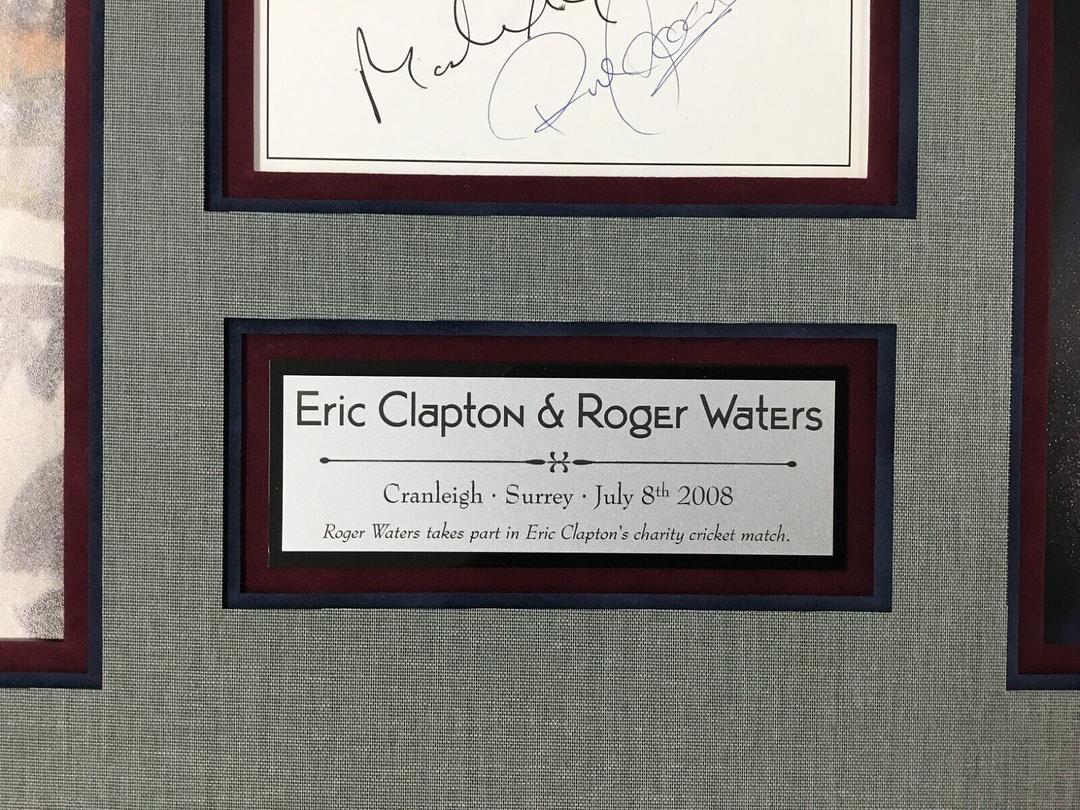 Eric Clapton & Roger Waters
Cranleigh · Surrey · July 8th 2008
Roger Waters takes part in Eric Clapton's charity cricket match.